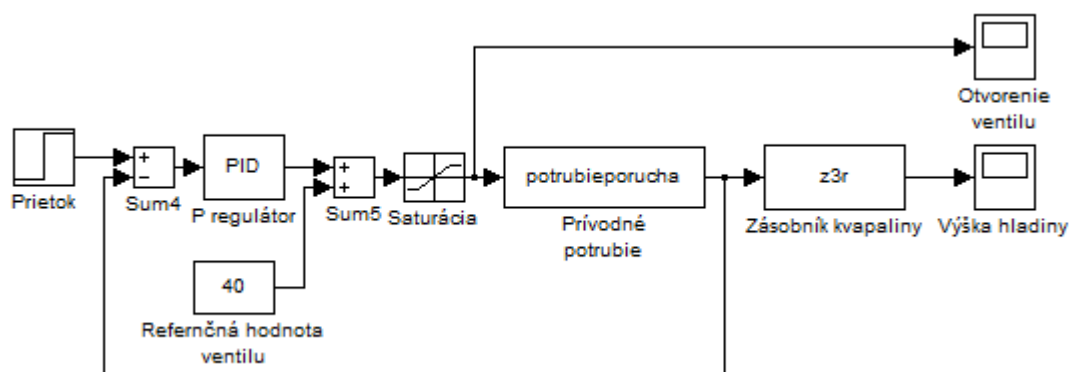 Otvorenie
ventilu
+
−
PID
+
+
potrubieporucha
z3r
Prietok
Sum4
P regulátor
Sum5
Saturácia
Prívodné
potrubie
Zásobník kvapaliny
Výška hladiny
40
Refernčná hodnota
ventilu